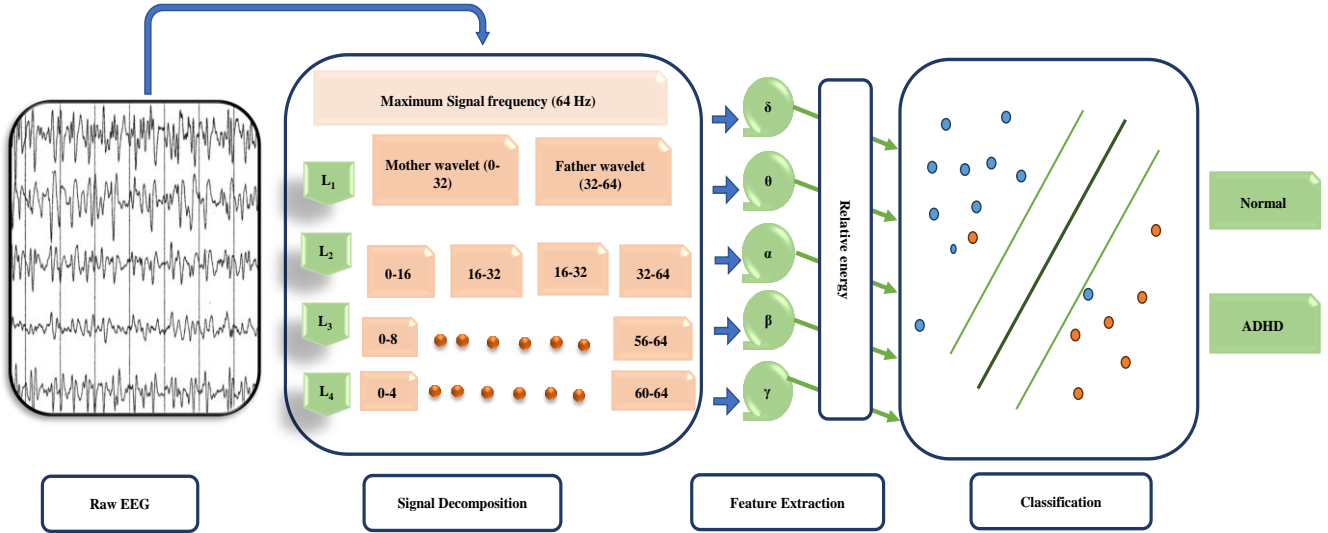 Maximum Signal frequency (64 Hz)
L1
Mother wavelet (0-
32)
Father wavelet
(32-64)
L2
0-16
16-32
16-32
32-64
L3
0-8
56-64
L4
0-4
60-64
δ
θ
α
β
γ
Relative energy
Normal
ADHD
Raw EEG
Signal Decomposition
Feature Extraction
Classification